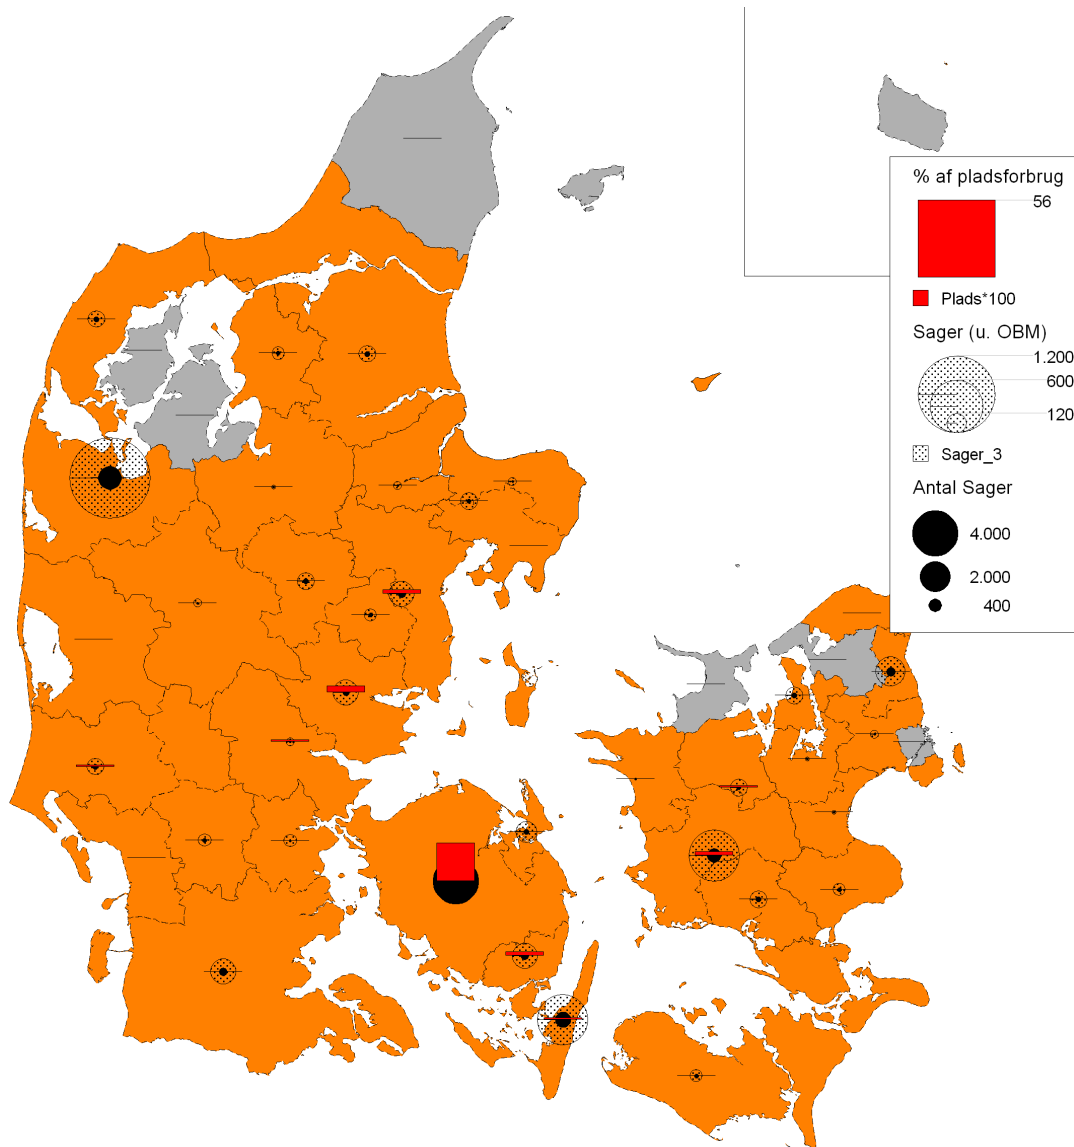 % af pladsforbrug
56
Plads*100
Sager (u. OBM)
1.200
600
120
Sager_3
Antal Sager
4.000
2.000
400